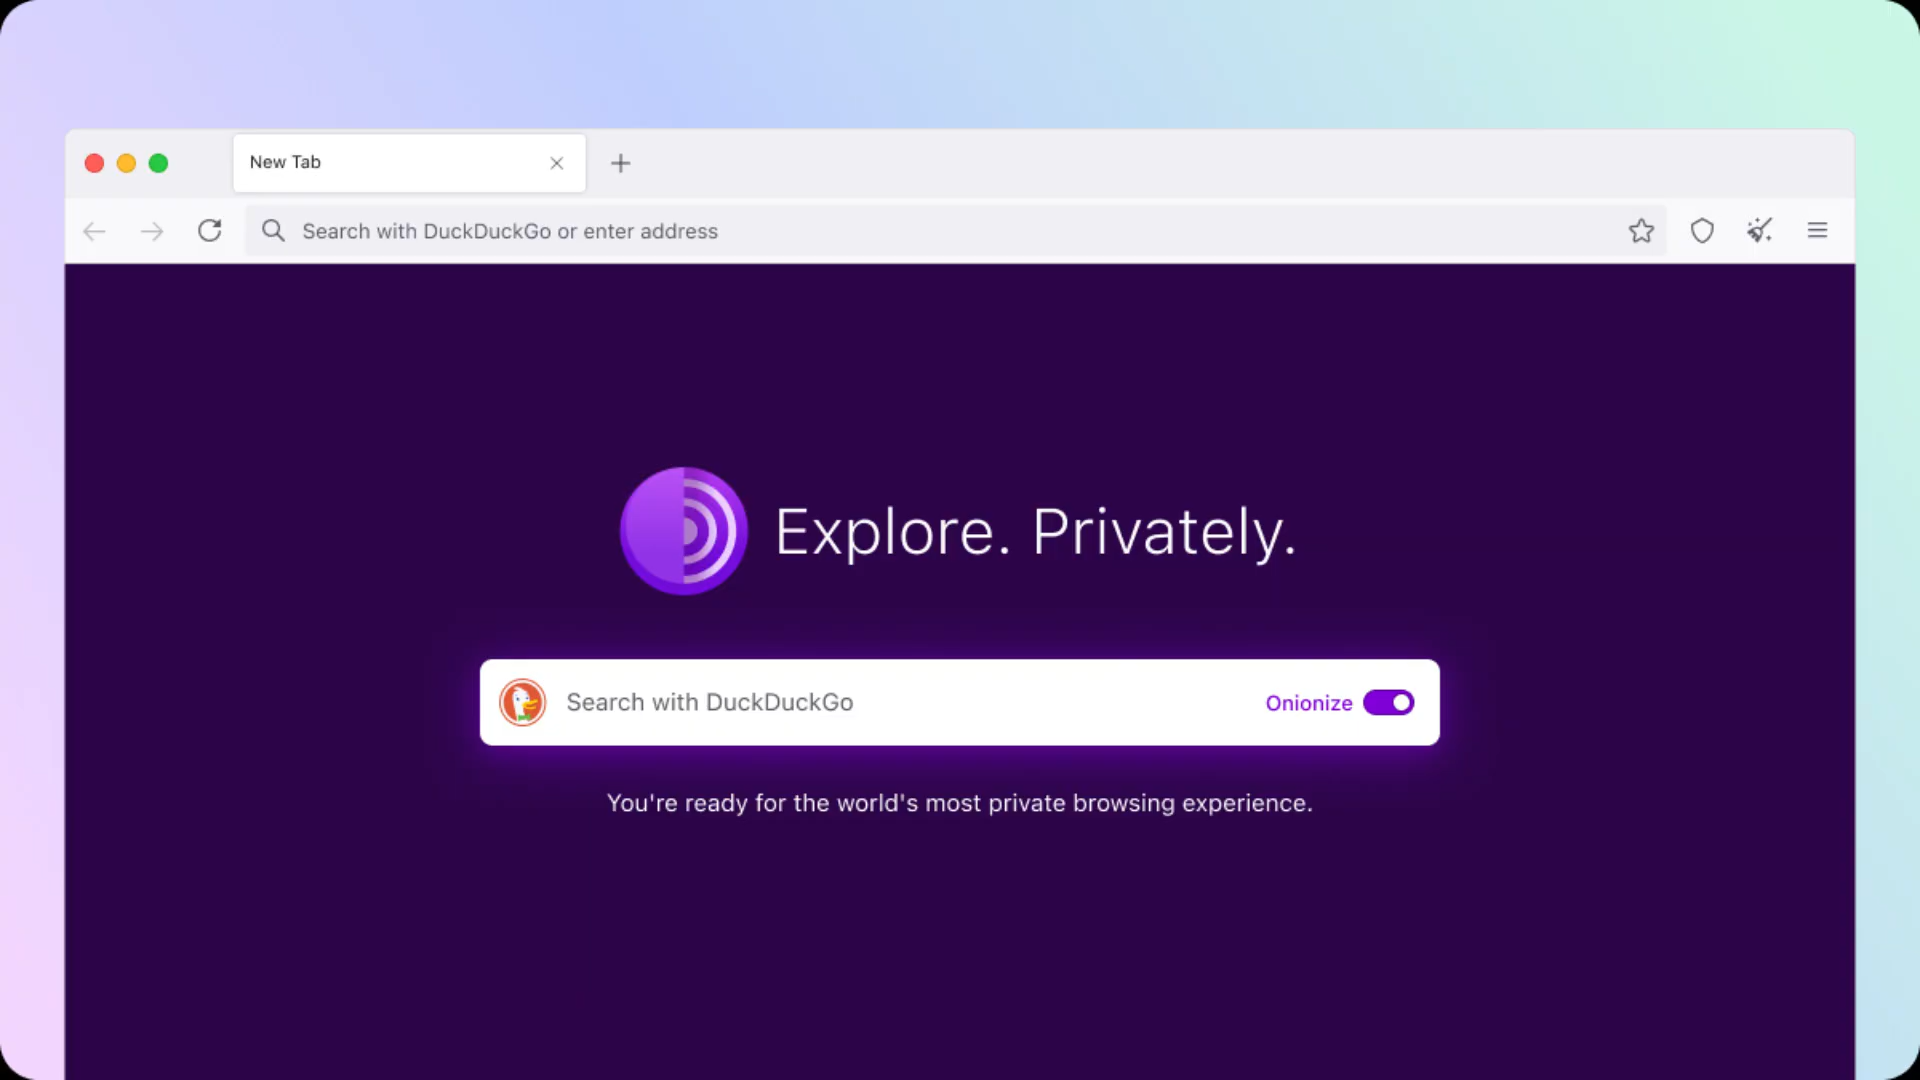 New Tab
Search with DuckDuckGo or enter address
Explore. Privately.
Search with DuckDuckGo
Onionize
You're ready for the world's most private browsing experience.